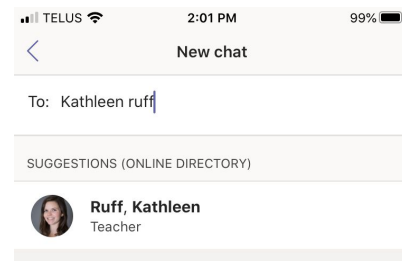 TELUS 2:01 PM 99%
New chat
To: Kathleen ruff
SUGGESTIONS (ONLINE DIRECTORY)
Ruff, Kathleen
Teacher